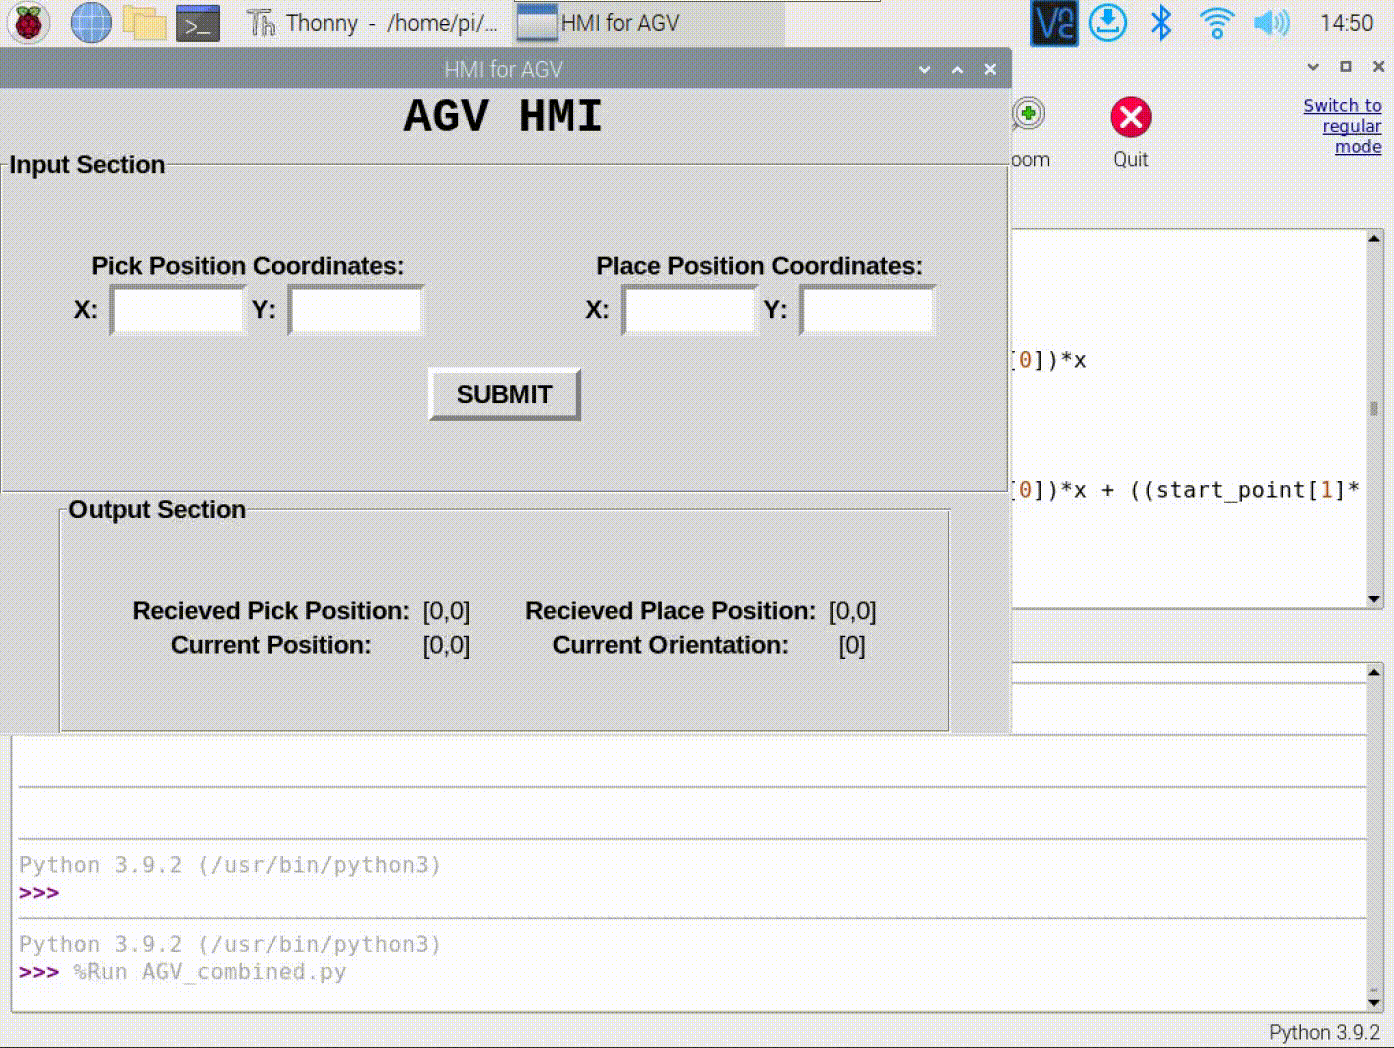 Thonny - /home/pi/... HMI for AGV 14:50
HMI for AGV
AGV HMI
Switch to
regular
mode
oom Quit
Input Section
Pick Position Coordinates: Place Position Coordinates:
X: Y: X: Y:
[0])*x
SUBMIT
[0])*x + ((start_point[1]*
Output Section
Recieved Pick Position: [0,0] Recieved Place Position: [0,0]
Current Position: [0,0] Current Orientation: [0]
Python 3.9.2 (/usr/bin/python3)
>>>
Python 3.9.2 (/usr/bin/python3)
>>> %Run AGV_combined.py
Python 3.9.2